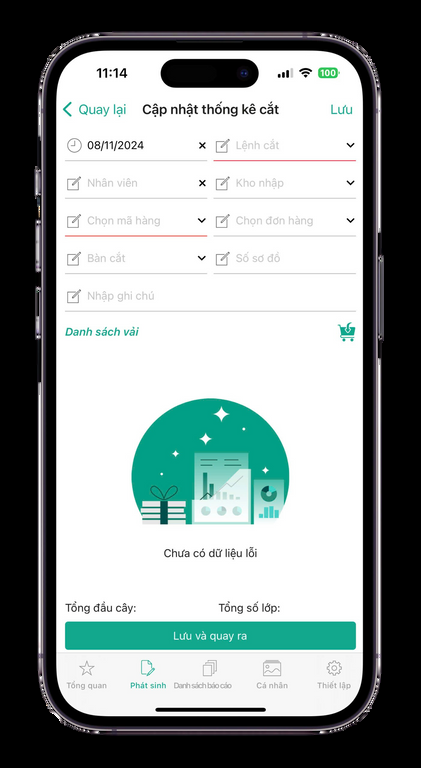 11:14
100
Quay lại Cập nhật thống kê cắt Lưu
08/11/2024 Lệnh cắt
Nhân viên Kho nhập
Chọn mã hàng Chọn đơn hàng
Bàn cắt Số sơ đồ
Nhập ghi chú
Danh sách vải
Chưa có dữ liệu lỗi
Tổng đầu cây: Tổng số lớp:
Lưu và quay ra
Tổng quan Phát sinh Danh sách báo cáo Cá nhân Thiết lập